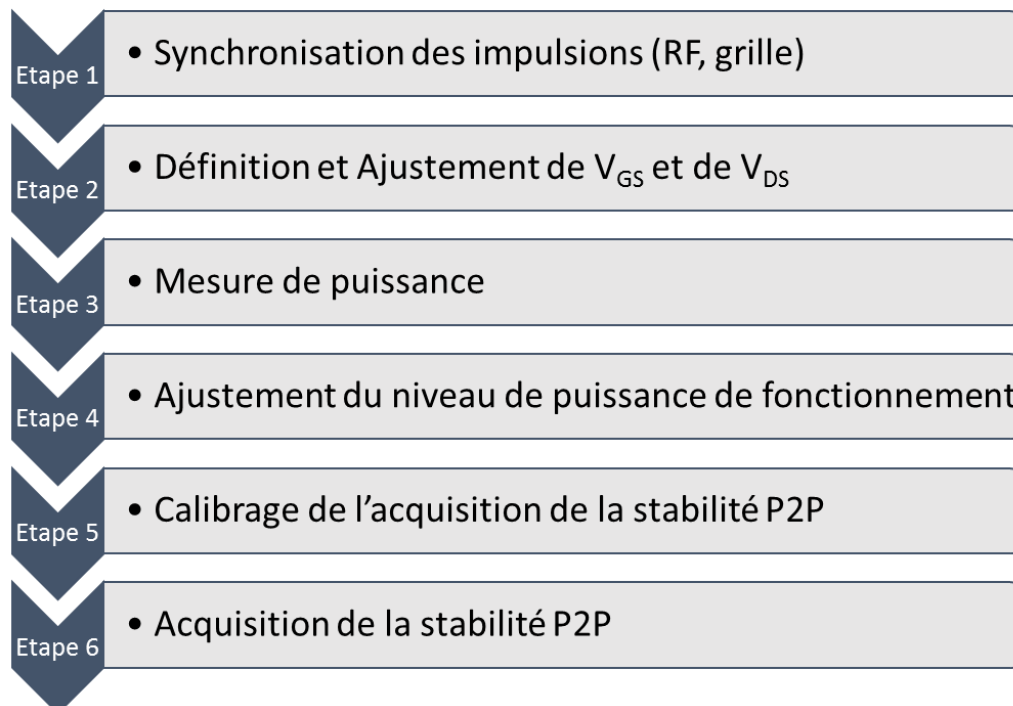 Etape 1
• Synchronisation des impulsions (RF, grille)
Etape 2
• Définition et Ajustement de VGS et de VDS
Etape 3
• Mesure de puissance
Etape 4
• Ajustement du niveau de puissance de fonctionnement
Etape 5
• Calibrage de l’acquisition de la stabilité P2P
Etape 6
• Acquisition de la stabilité P2P